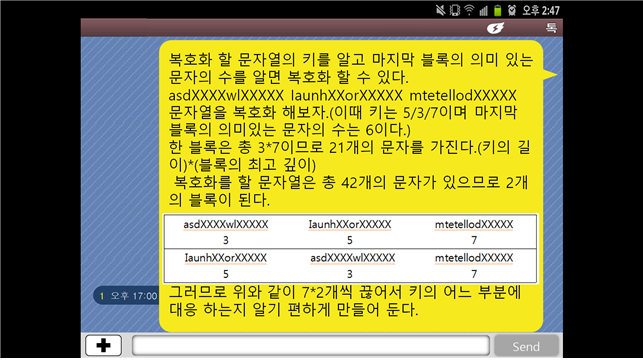 오후 2:47
톡
복호화 할 문자열의 키를 알고 마지막 블록의 의미 있는
문자의 수를 알면 복호화 할 수 있다.
asdXXXXwlXXXXX IaunhXXorXXXXX mtetellodXXXXX
문자열을 복호화 해보자.(이때 키는 5/3/7이며 마지막
블록의 의미있는 문자의 수는 6이다.)
한 블록은 총 3*7이므로 21개의 문자를 가진다.(키의 길
이)*(블록의 최고 깊이)
복호화를 할 문자열은 총 42개의 문자가 있으므로 2개
의 블록이 된다.
asdXXXXwlXXXXX IaunhXXorXXXXX mtetellodXXXXX
3 5 7
IaunhXXorXXXXX asdXXXXwlXXXXX mtetellodXXXXX
5 3 7
1 오후 17:00
그러므로 위와 같이 7*2개씩 끊어서 키의 어느 부분에
대응 하는지 알기 편하게 만들어 둔다.
Send